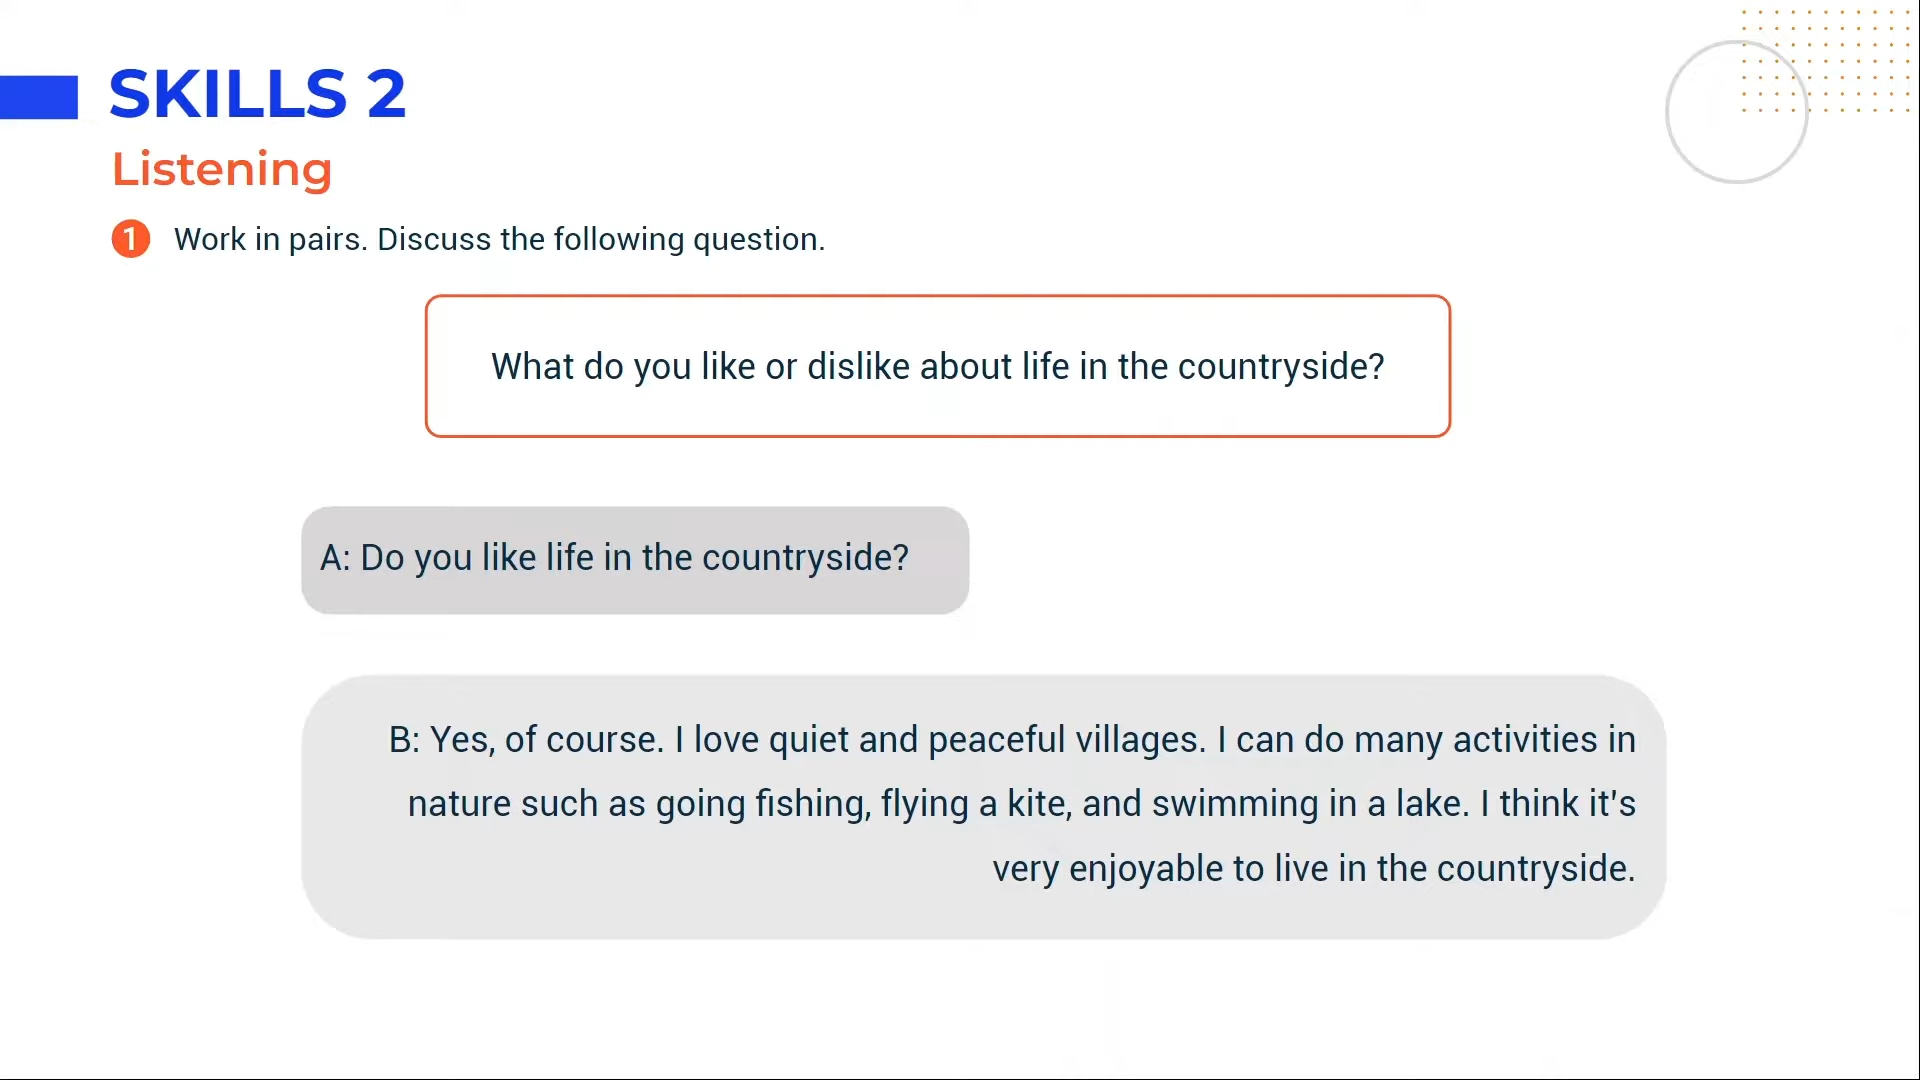 SKILLS 2
Listening
1 Work in pairs. Discuss the following question.
What do you like or dislike about life in the countryside?
A: Do you like life in the countryside?
B: Yes, of course. I love quiet and peaceful villages. I can do many activities in
nature such as going fishing, flying a kite, and swimming in a lake. I think it's
very enjoyable to live in the countryside.